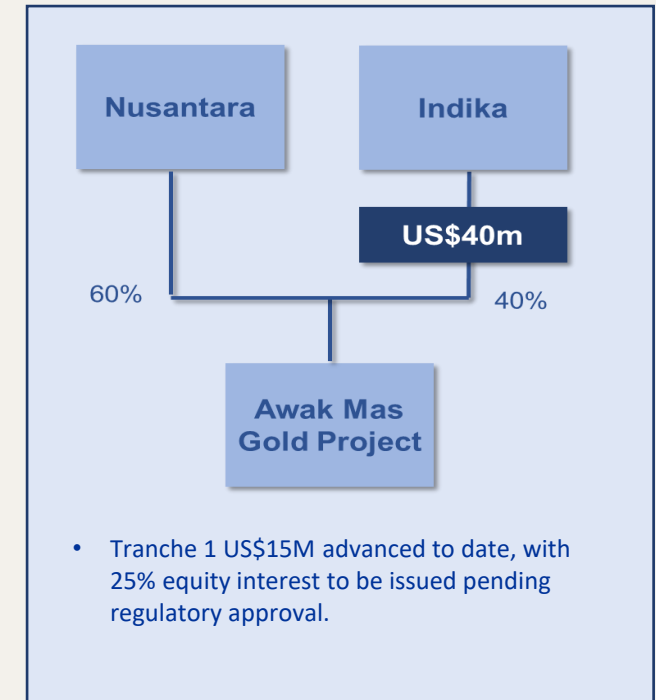 Nusantara
Indika
US$40m
60%
40%
Awak Mas
Gold Project
• Tranche 1 US$15M advanced to date, with
25% equity interest to be issued pending
regulatory approval.